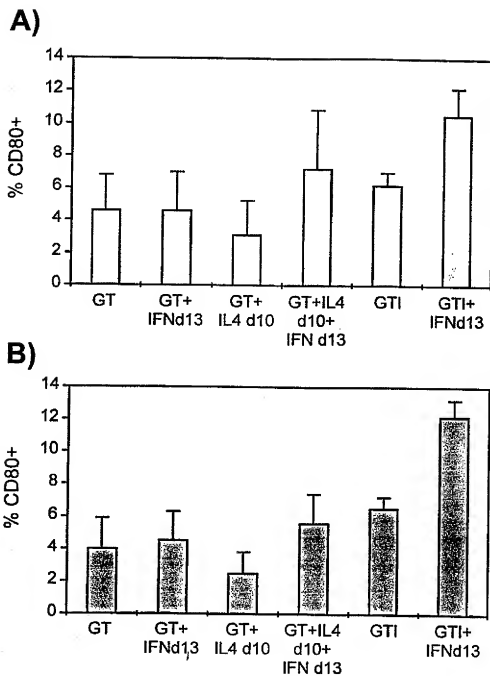 A)
14
12
10
8
6
4
2
0
% CD80+
GT
GT+
IFNd13
GT+
IL4 d10
GT+IL4
d10+
IFN d13
GTI
GTI+
IFNd13
B)
14
12
10
8
6
4
2
0
% CD80+
GT
GT+
IFNd13
GT+
IL4 d10
GT+IL4
d10+
IFN d13
GTI
GTI+
IFNd13